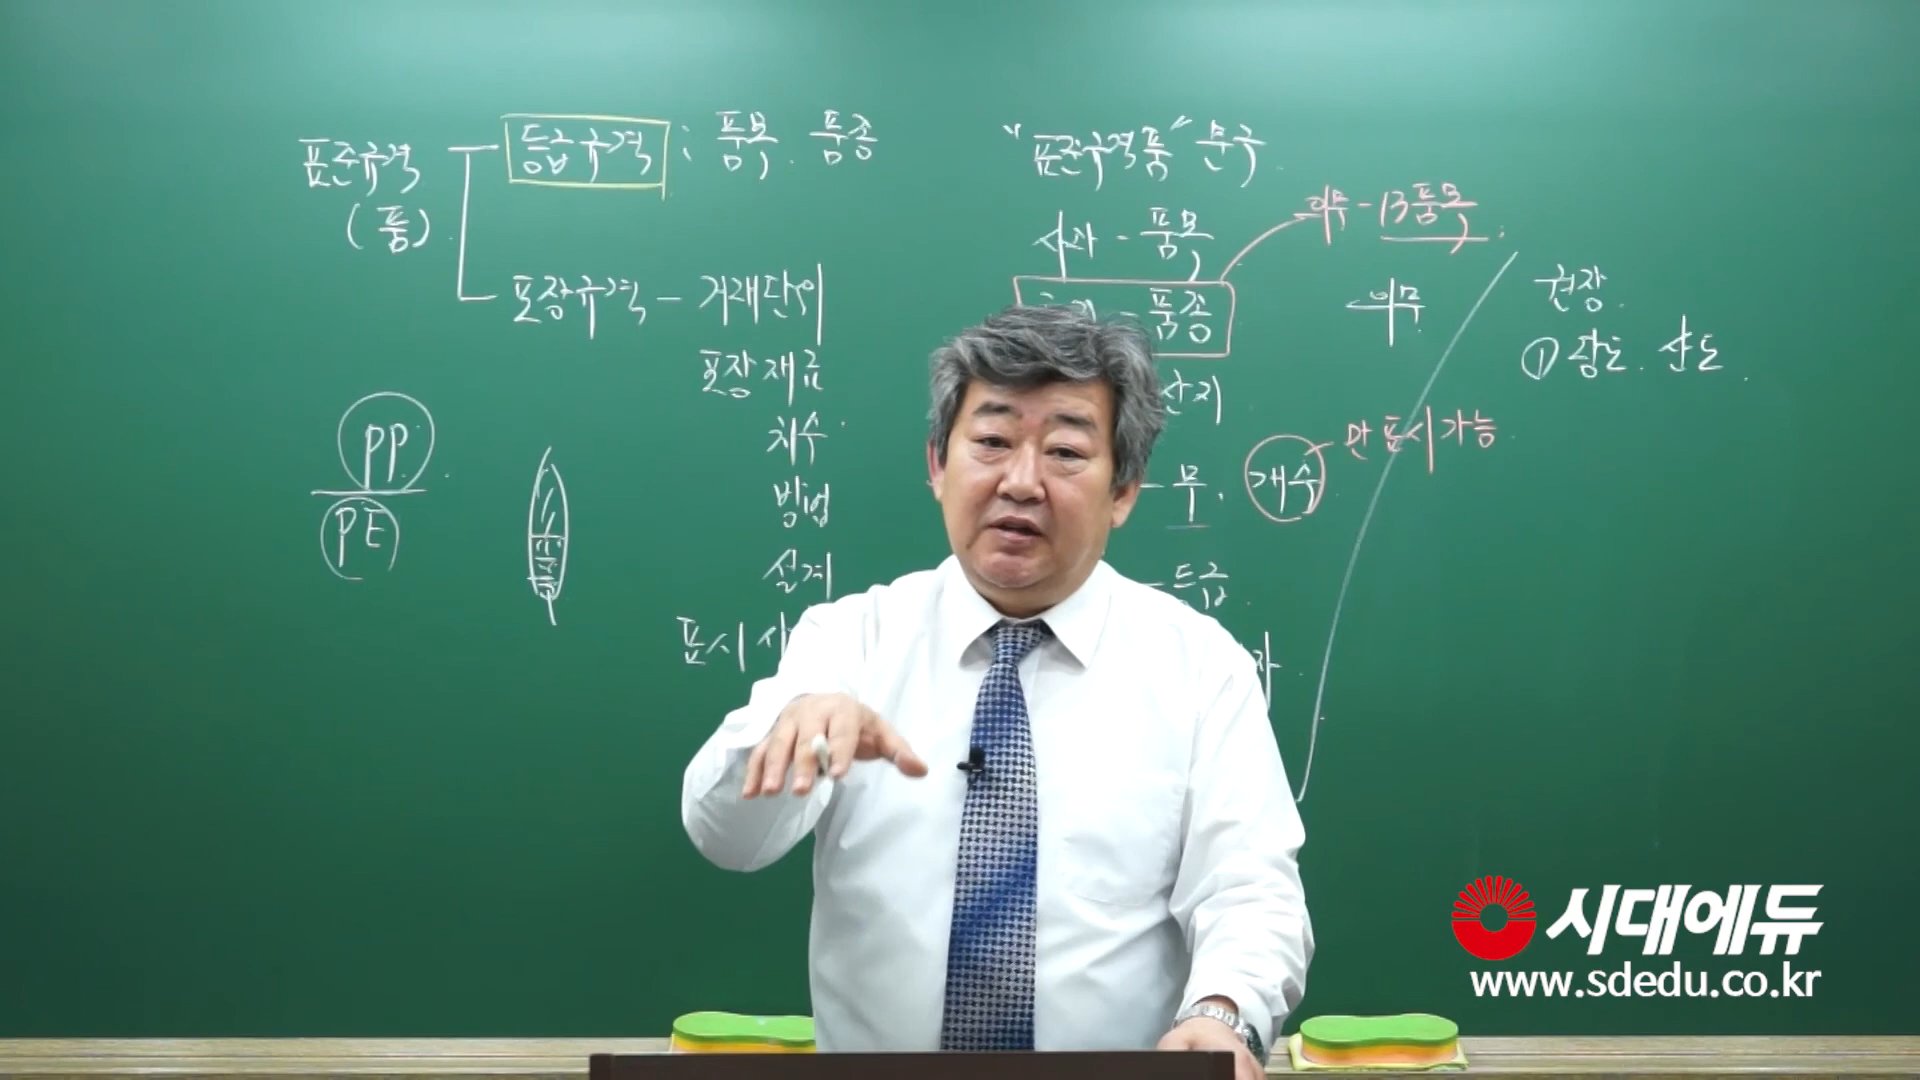 표준규격 등급규격 : 품목, 품종
(품)
포장규격 - 거래단위
포장재료
치수
방법
설계
표시사
PP
PE
"표준규격품" 문구
사과 - 품목
- 품종
산지
- 무. 개수
- 등급
자
의무 - 13품목
의무
만 표시 가능
권장
① 당도. 산도
시대에듀
www.sdedu.co.kr